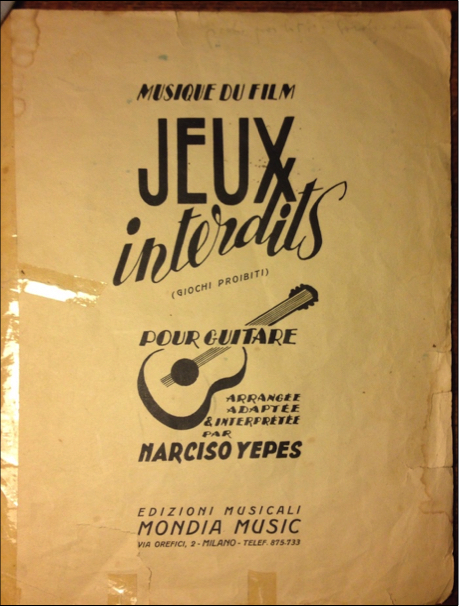 MUSIQUE DU FILM
JEUX
interdits
(GIOCHI PROIBITI)
POUR GUITARE
ARRANGÉE
ADAPTÉE
& INTERPRÉTÉE
PAR
NARCISO YEPES
EDIZIONI MUSICALI
MONDIA MUSIC
VIA OREFICI, 2 - MILANO - TELEF. 875-733